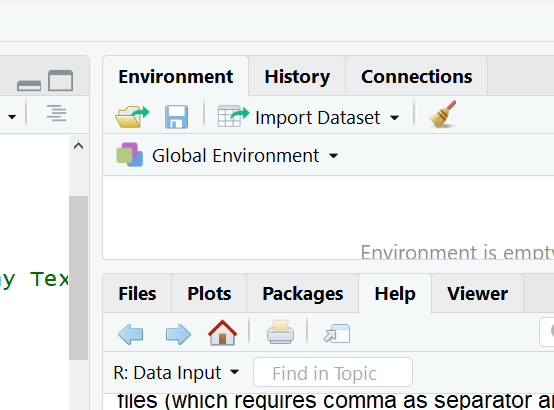 Environment History Connections
Import Dataset
Global Environment
Environment is empty
Tex
Files Plots Packages Help Viewer
R: Data Input Find in Topic
files (which requires comma as separator